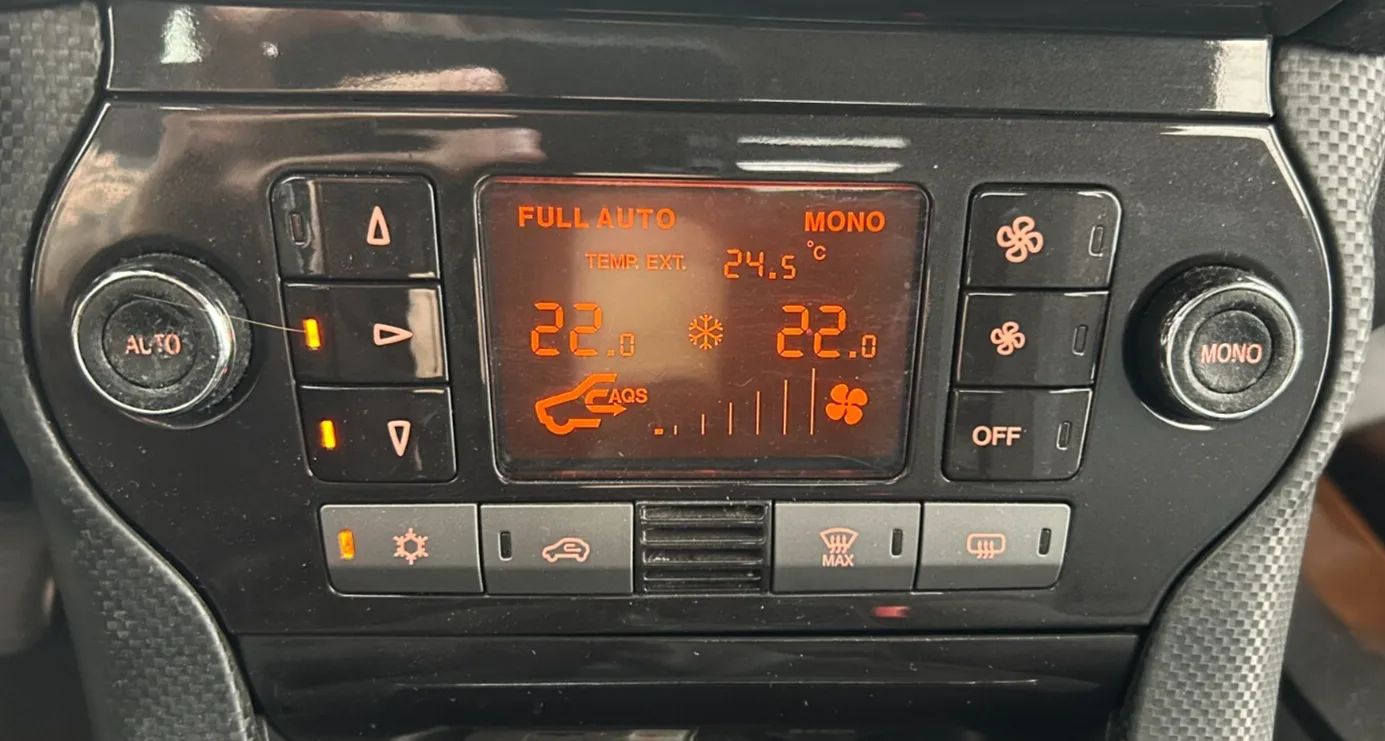 FULL AUTO MONO
TEMP. EXT. 24.5 °C
22.0 22.0
AQS
AUTO
MONO
OFF
MAX